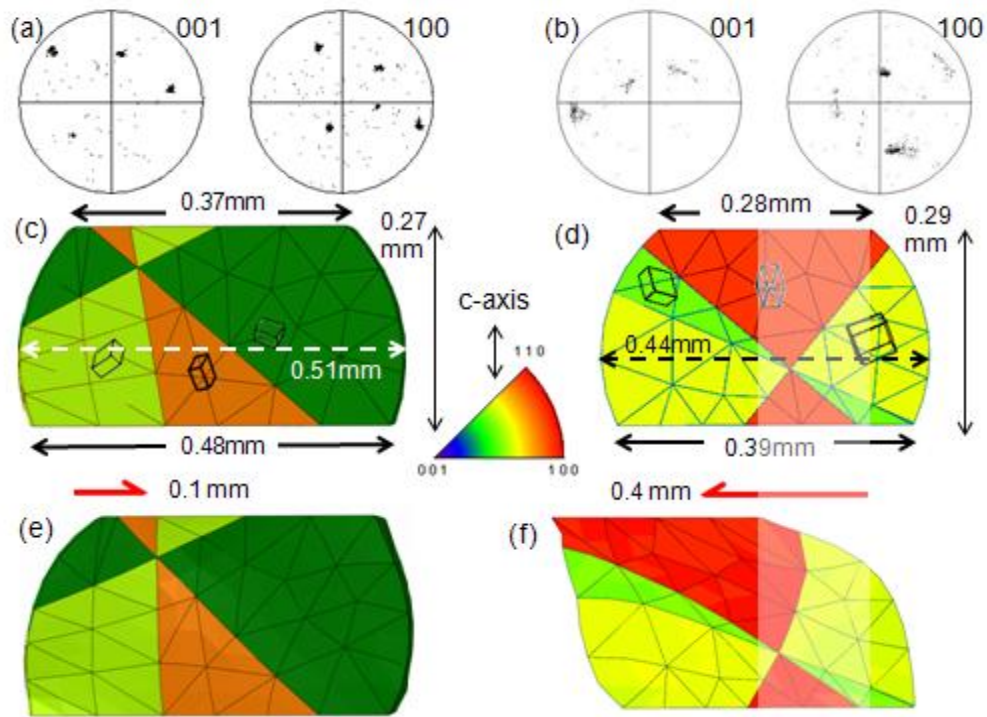 (a) 001 100 (b) 001 100
0.37mm 0.28mm
(c) 0.27 mm (d) 0.29 mm
c-axis
0.51mm 110 0.44mm
001 100
0.48mm 0.39mm
0.1 mm 0.4 mm
(e) (f)